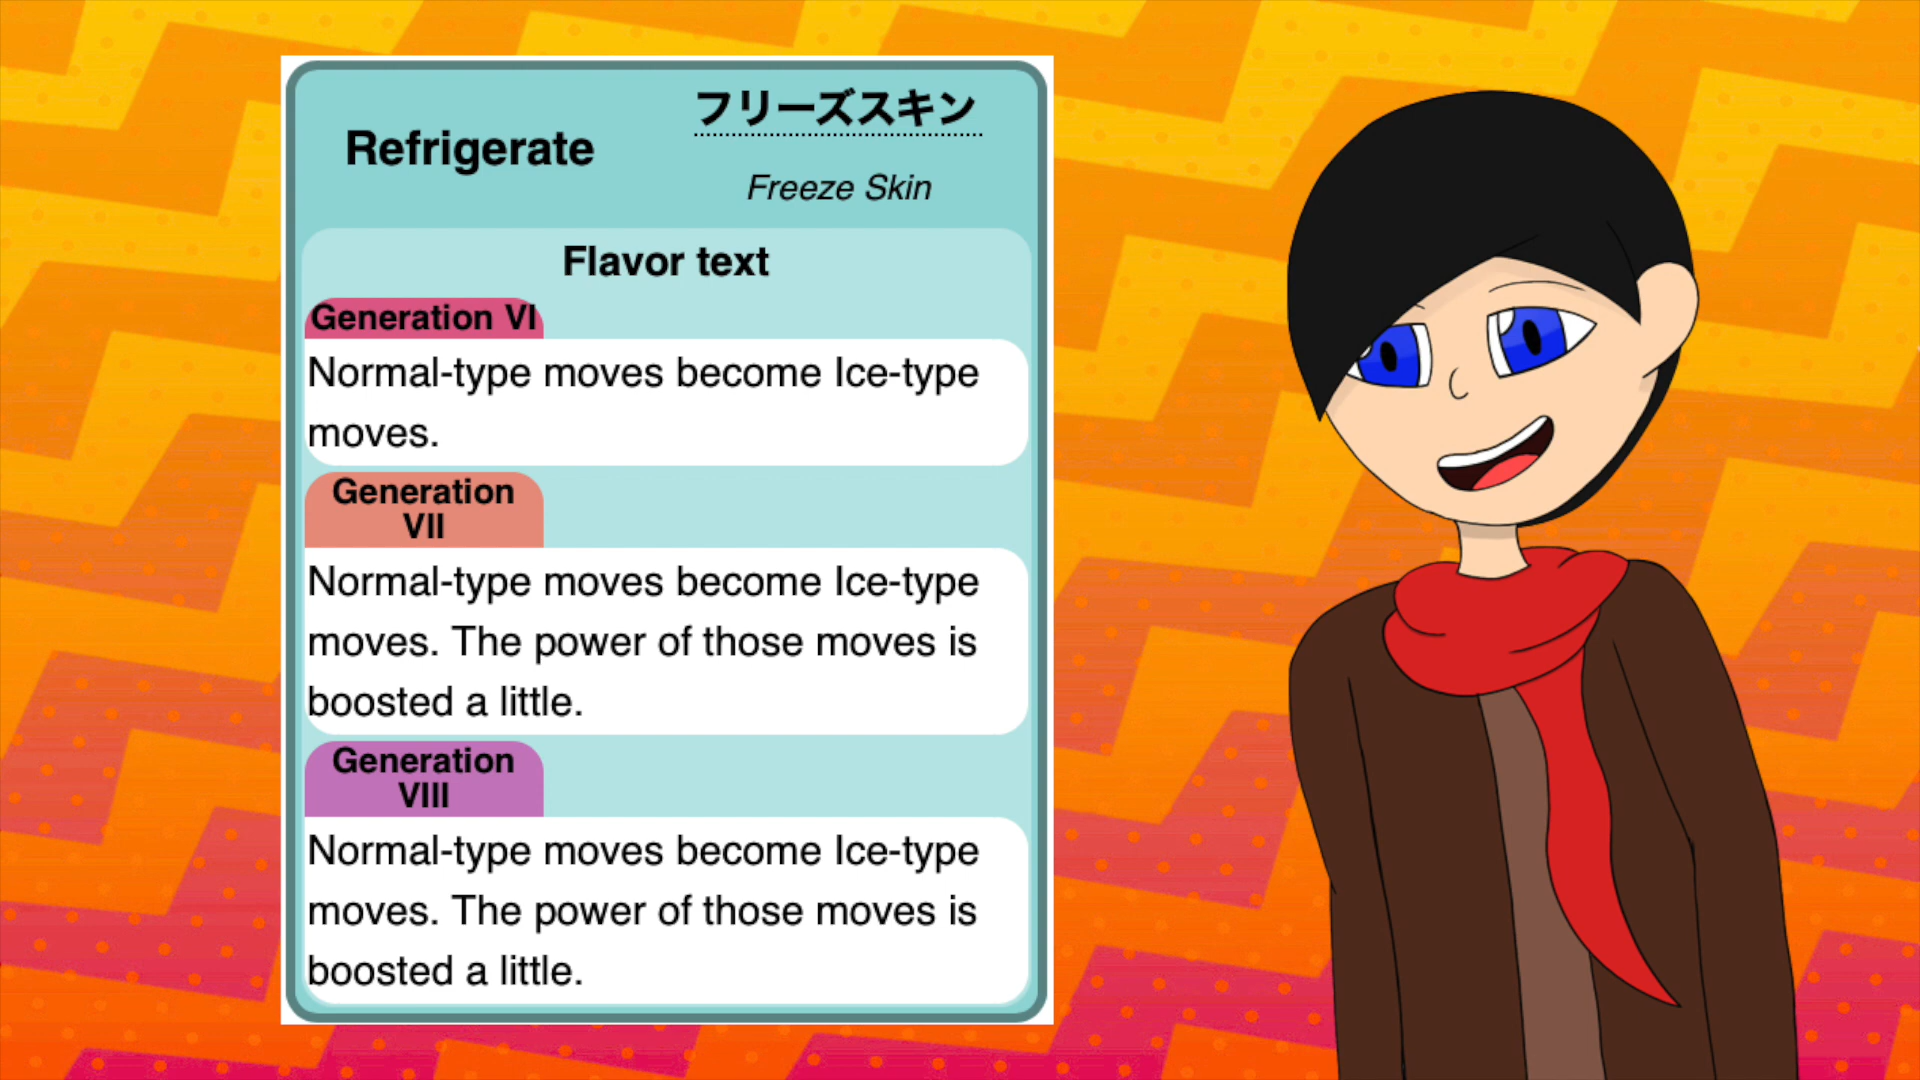 Refrigerate
フリーズスキン
Freeze Skin
Flavor text
Generation VI
Normal-type moves become Ice-type
moves.
Generation
VII
Normal-type moves become Ice-type
moves. The power of those moves is
boosted a little.
Generation
VIII
Normal-type moves become Ice-type
moves. The power of those moves is
boosted a little.